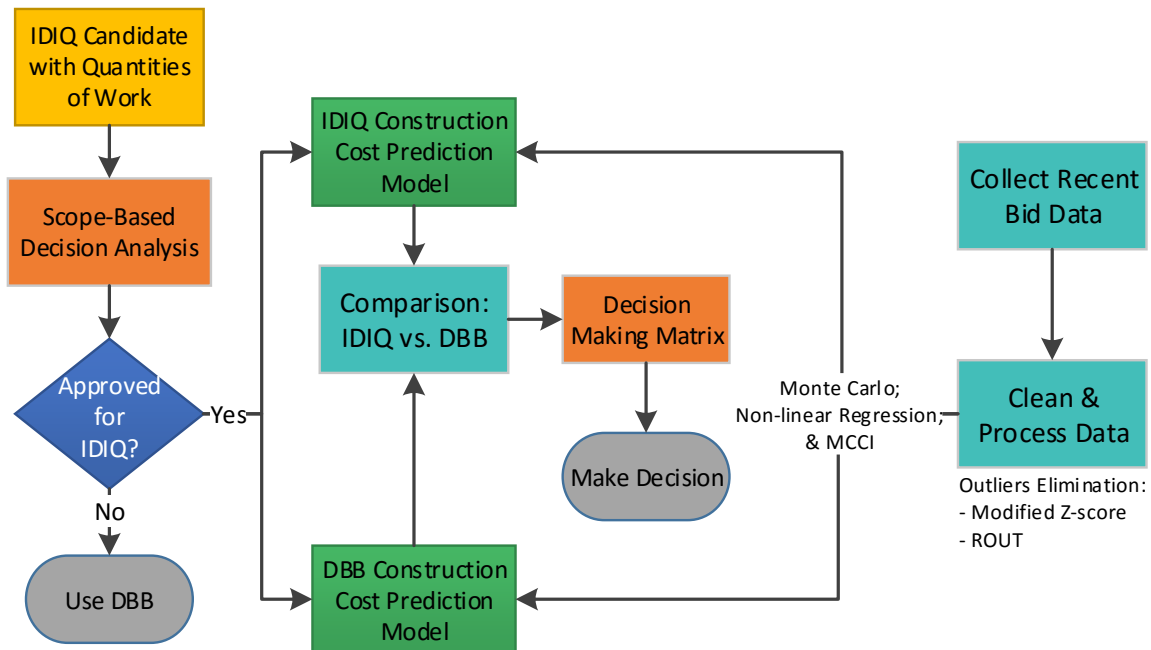 IDIQ Candidate
with Quantities
of Work
Scope-Based
Decision Analysis
Approved
for
IDIQ?
Yes
No
Use DBB
IDIQ Construction
Cost Prediction
Model
Comparison:
IDIQ vs. DBB
DBB Construction
Cost Prediction
Model
Decision
Making Matrix
Make Decision
Monte Carlo;
Non-linear Regression;
& MCCI
Collect Recent
Bid Data
Clean &
Process Data
Outliers Elimination:
- Modified Z-score
- ROUT